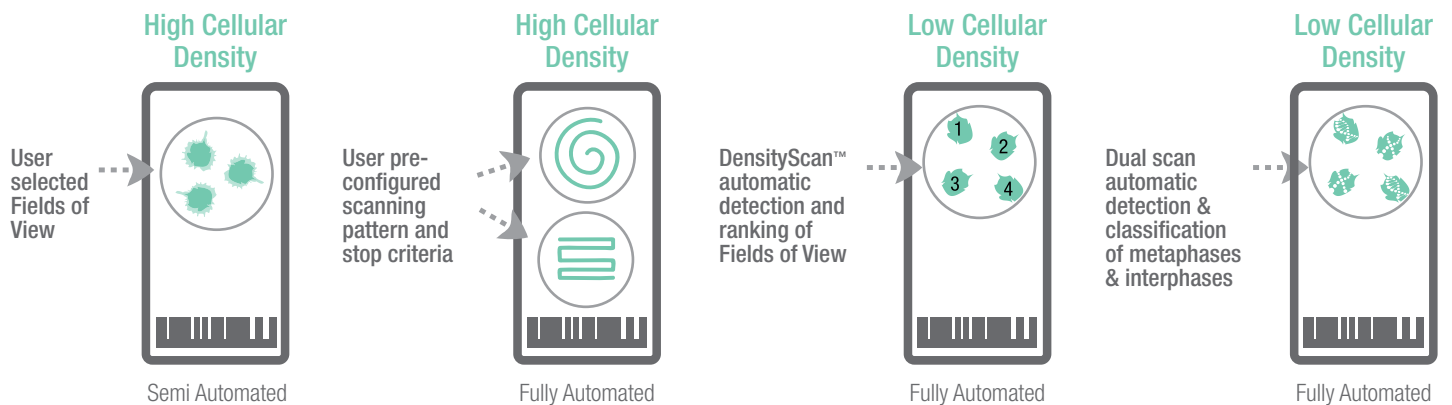 High Cellular
Density
User
selected
Fields of
View
Semi Automated
High Cellular
Density
User pre-
configured
scanning
pattern and
stop criteria
Fully Automated
Low Cellular
Density
DensityScan™
automatic
detection and
ranking of
Fields of View
1
2
3
4
Fully Automated
Low Cellular
Density
Dual scan
automatic
detection &
classification
of metaphases
& interphases
Fully Automated